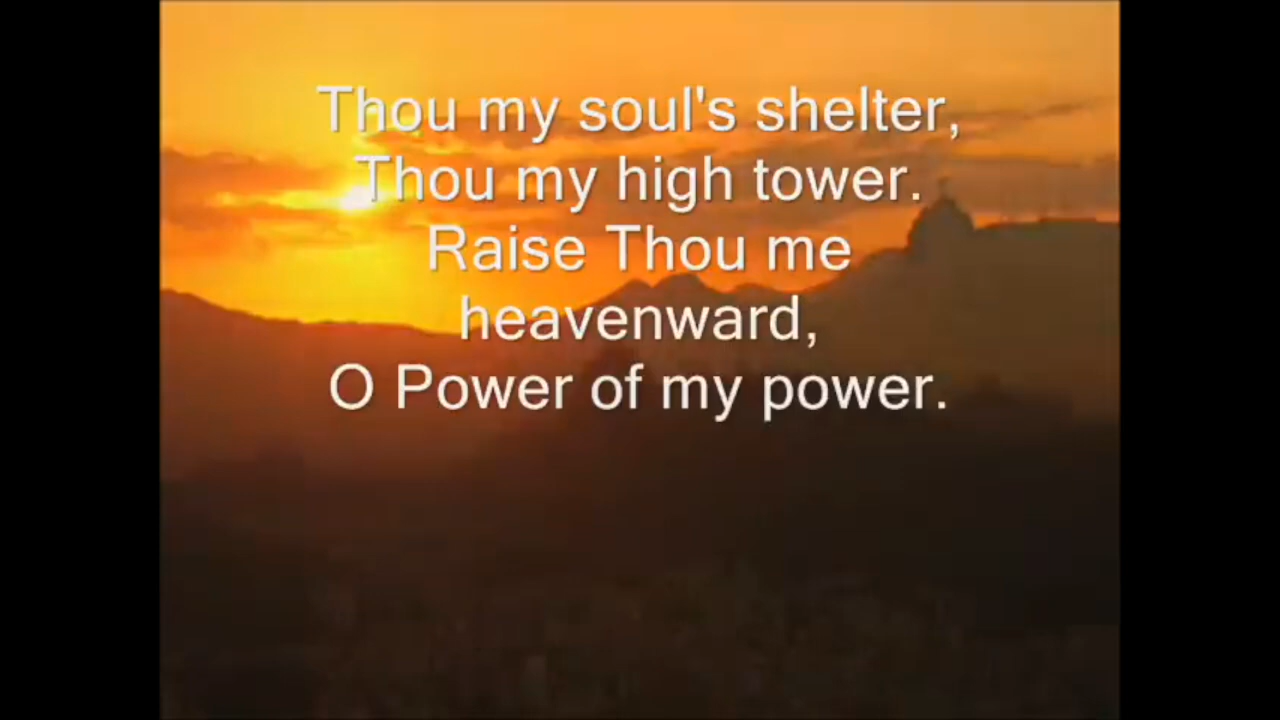 Thou my soul's shelter,
Thou my high tower.
Raise Thou me
heavenward,
O Power of my power.